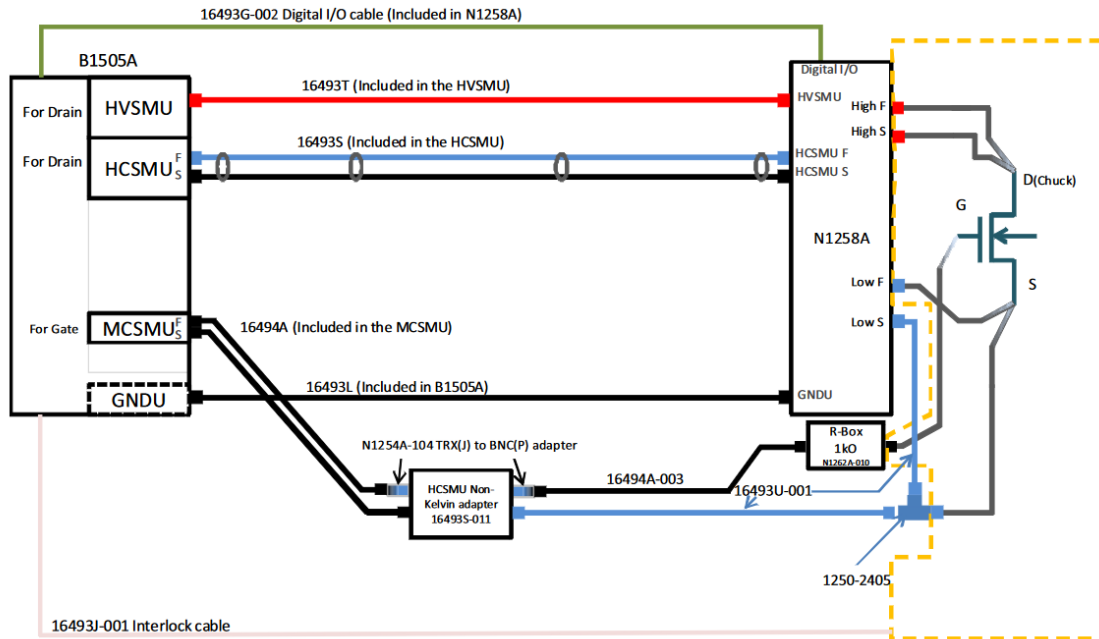 16493G-002 Digital I/O cable (Included in N1258A)
B1505A
Digital I/O
For Drain
HVSMU
16493T (Included in the HVSMU)
HVSMU
High F
High S
For Drain
HCSMU
F
S
16493S (Included in the HCSMU)
HCSMU F
HCSMU S
D(Chuck)
G
N1258A
S
Low F
Low S
For Gate
MCSMU
F
S
16494A (Included in the MCSMU)
GNDU
16493L (Included in B1505A)
GNDU
R-Box
1kO
N1262A-010
N1254A-104 TRX(J) to BNC(P) adapter
HCSMU Non-
Kelvin adapter
16493S-011
16494A-003
16493U-001
1250-2405
16493J-001 Interlock cable